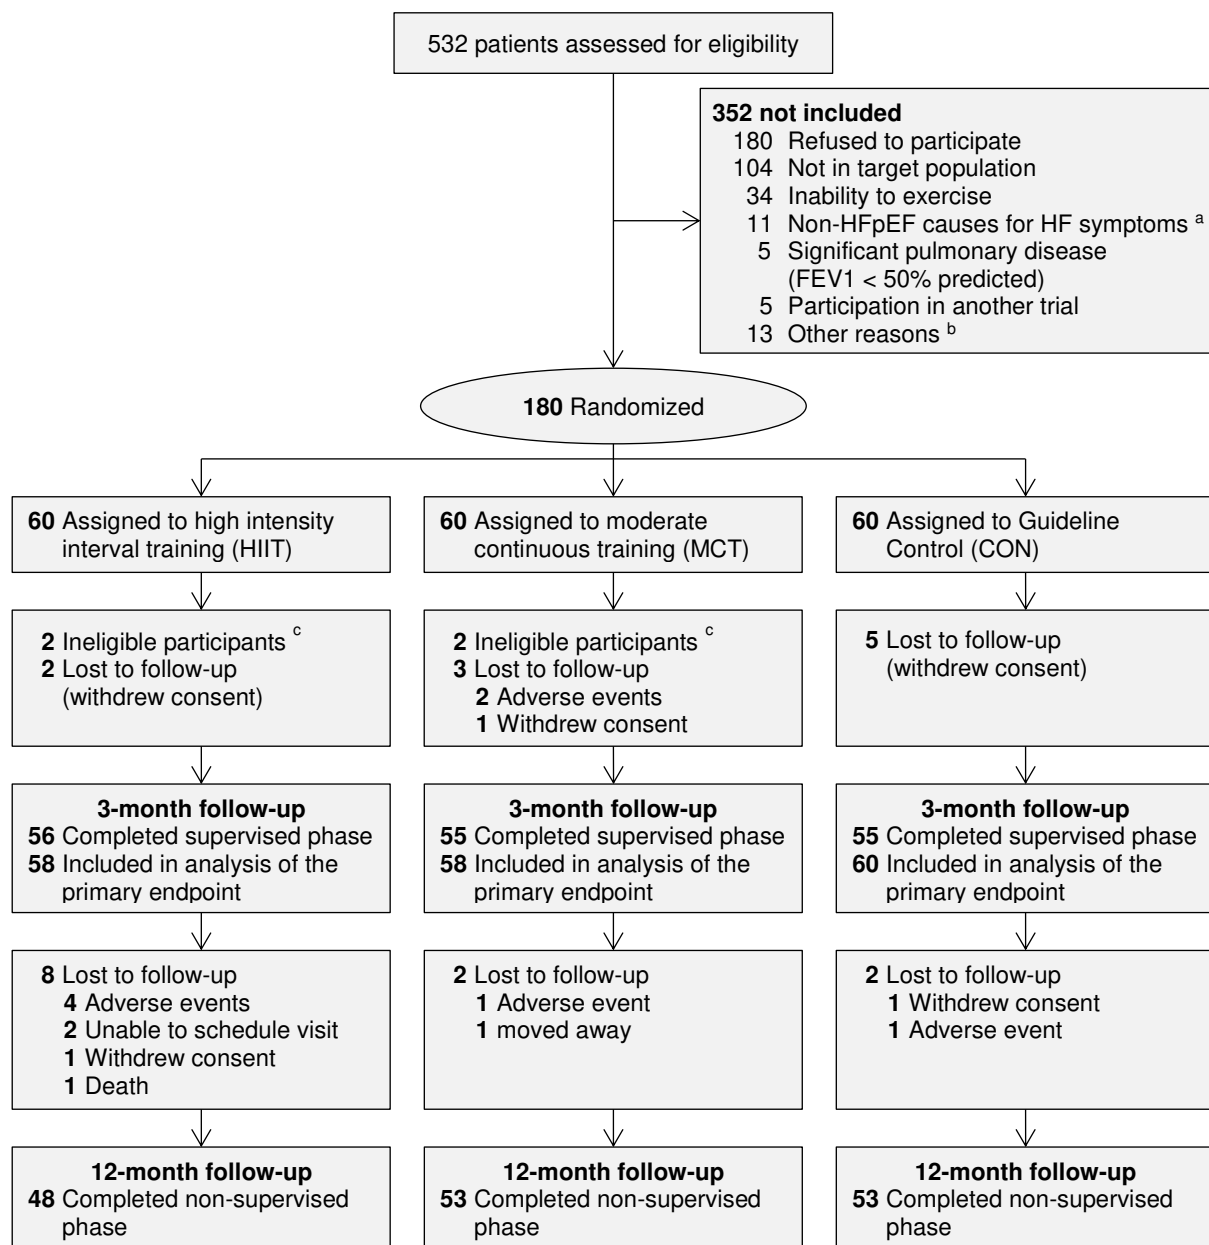 532 patients assessed for eligibility
352 not included
180 Refused to participate
104 Not in target population
34 Inability to exercise
11 Non-HFpEF causes for HF symptoms a
5 Significant pulmonary disease
(FEV1 < 50% predicted)
5 Participation in another trial
13 Other reasons b
180 Randomized
60 Assigned to high intensity
interval training (HIIT)
60 Assigned to moderate
continuous training (MCT)
60 Assigned to Guideline
Control (CON)
2 Ineligible participants c
2 Lost to follow-up
(withdrew consent)
2 Ineligible participants c
3 Lost to follow-up
2 Adverse events
1 Withdrew consent
5 Lost to follow-up
(withdrew consent)
3-month follow-up
56 Completed supervised phase
58 Included in analysis of the
primary endpoint
3-month follow-up
55 Completed supervised phase
58 Included in analysis of the
primary endpoint
3-month follow-up
55 Completed supervised phase
60 Included in analysis of the
primary endpoint
8 Lost to follow-up
4 Adverse events
2 Unable to schedule visit
1 Withdrew consent
1 Death
2 Lost to follow-up
1 Adverse event
1 moved away
2 Lost to follow-up
1 Withdrew consent
1 Adverse event
12-month follow-up
48 Completed non-supervised
phase
12-month follow-up
53 Completed non-supervised
phase
12-month follow-up
53 Completed non-supervised
phase